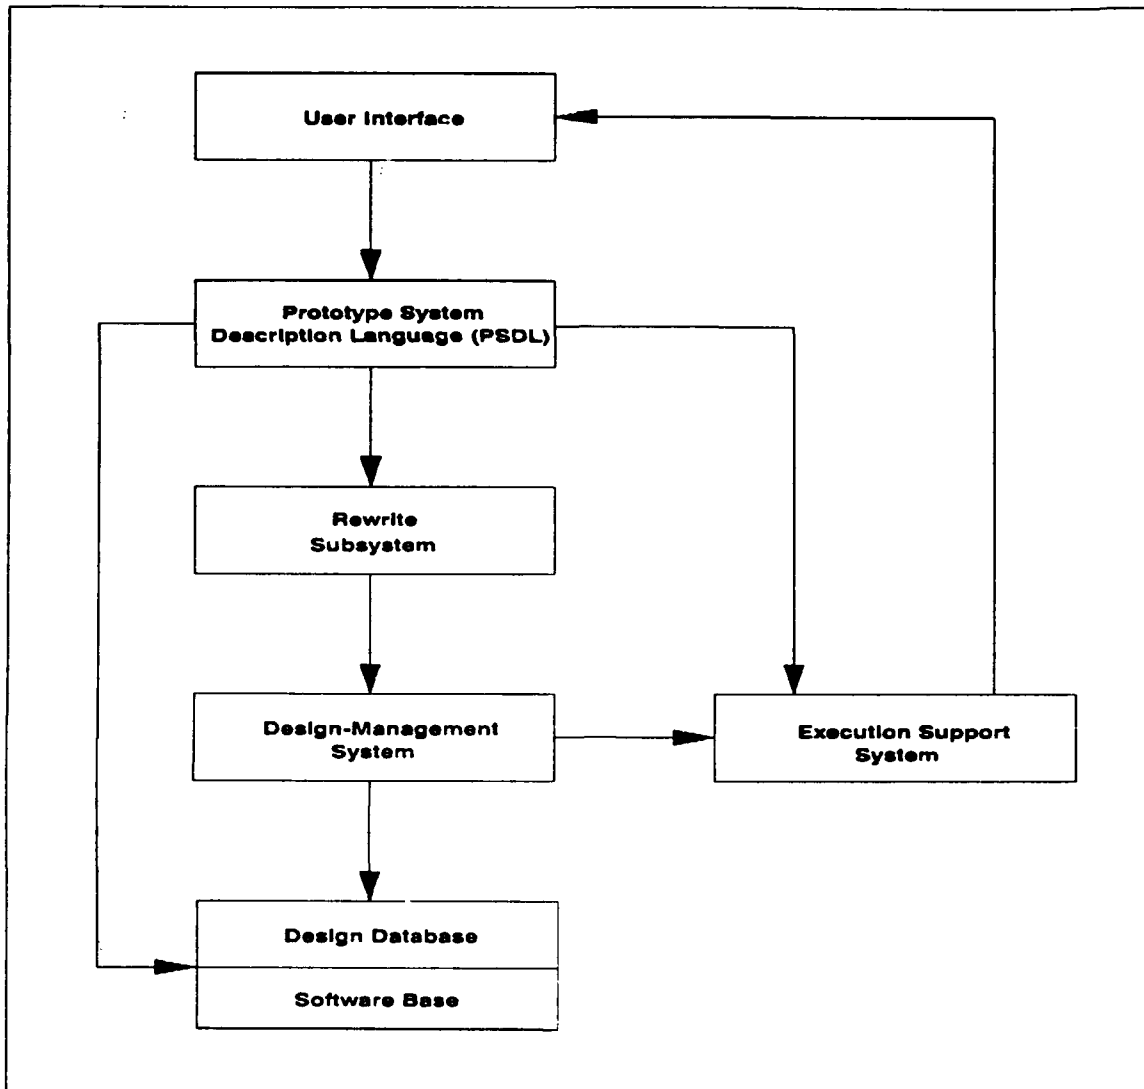 User Interface
Prototype System
Description Language (PSDL)
Rewrite
Subsystem
Design-Management
System
Execution Support
System
Design Database
Software Base